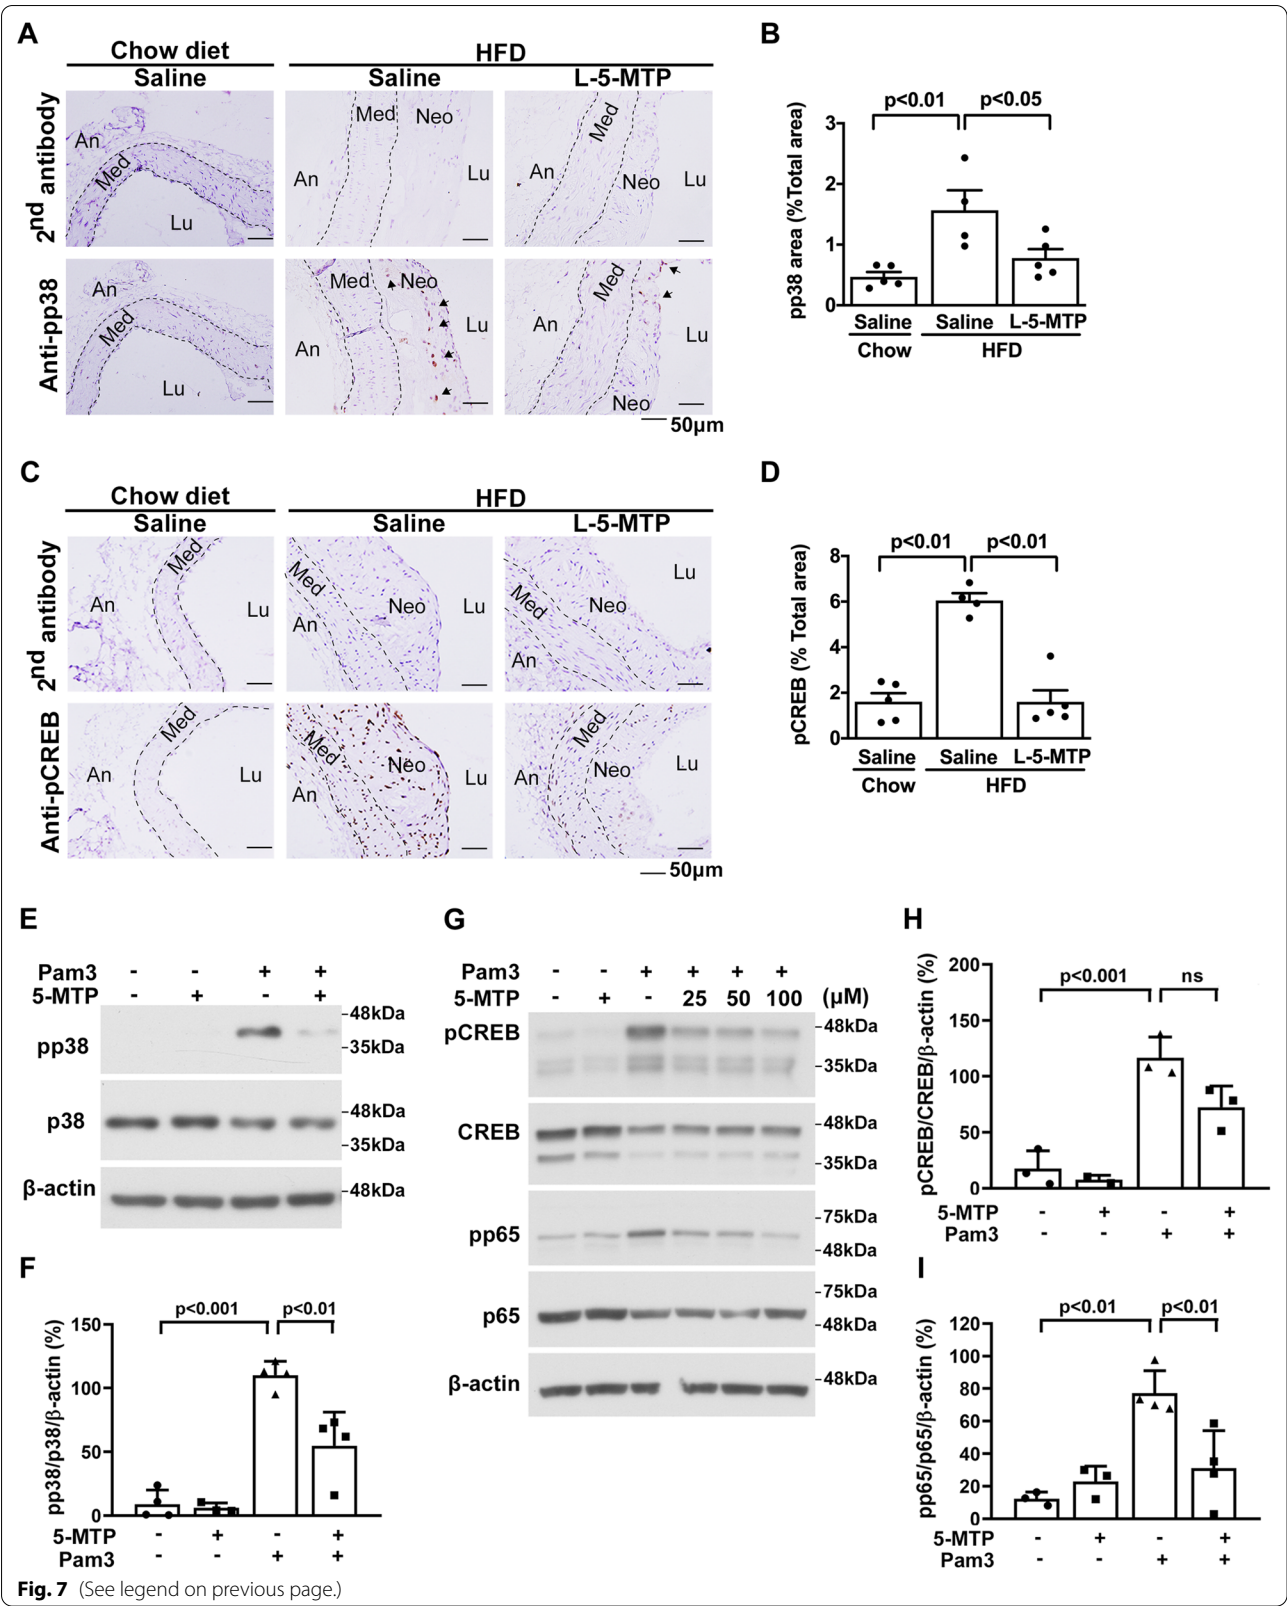 A
Chow diet
HFD
Saline
Saline
L-5-MTP
2nd antibody
An
Med
Lu
Med
Neo
An
Lu
Med
An
Neo
Lu
Anti-pp38
An
Med
Lu
Med
Neo
An
Lu
Med
An
Lu
Neo
50µm
B
p<0.01
p<0.05
pp38 area (%Total area)
3
2
1
0
Saline
Saline
L-5-MTP
Chow
HFD
C
Chow diet
HFD
Saline
Saline
L-5-MTP
2nd antibody
Med
An
Lu
Med
Neo
Lu
An
Lu
Med
Neo
An
Anti-pCREB
Med
An
Lu
Med
Neo
Lu
An
Med
Lu
An
Neo
50µm
D
p<0.01
p<0.01
pCREB (% Total area)
8
6
4
2
0
Saline
Saline
L-5-MTP
Chow
HFD
E
Pam3 - - + +
5-MTP - + - +
pp38
-48kDa
-35kDa
p38
-48kDa
-35kDa
β-actin
-48kDa
F
p<0.001
p<0.01
pp38/p38/β-actin (%)
150
100
50
0
5-MTP - + - +
Pam3 - - + +
G
Pam3 - - + + + +
5-MTP - + - 25 50 100 (µM)
pCREB
-48kDa
-35kDa
CREB
-48kDa
-35kDa
pp65
-75kDa
-48kDa
p65
-75kDa
-48kDa
β-actin
-48kDa
H
p<0.001
ns
pCREB/CREB/β-actin (%)
200
150
100
50
0
5-MTP - + - +
Pam3 - - + +
I
p<0.01
p<0.01
pp65/p65/β-actin (%)
120
100
80
60
40
20
0
5-MTP - + - +
Pam3 - - + +
Fig. 7 (See legend on previous page.)